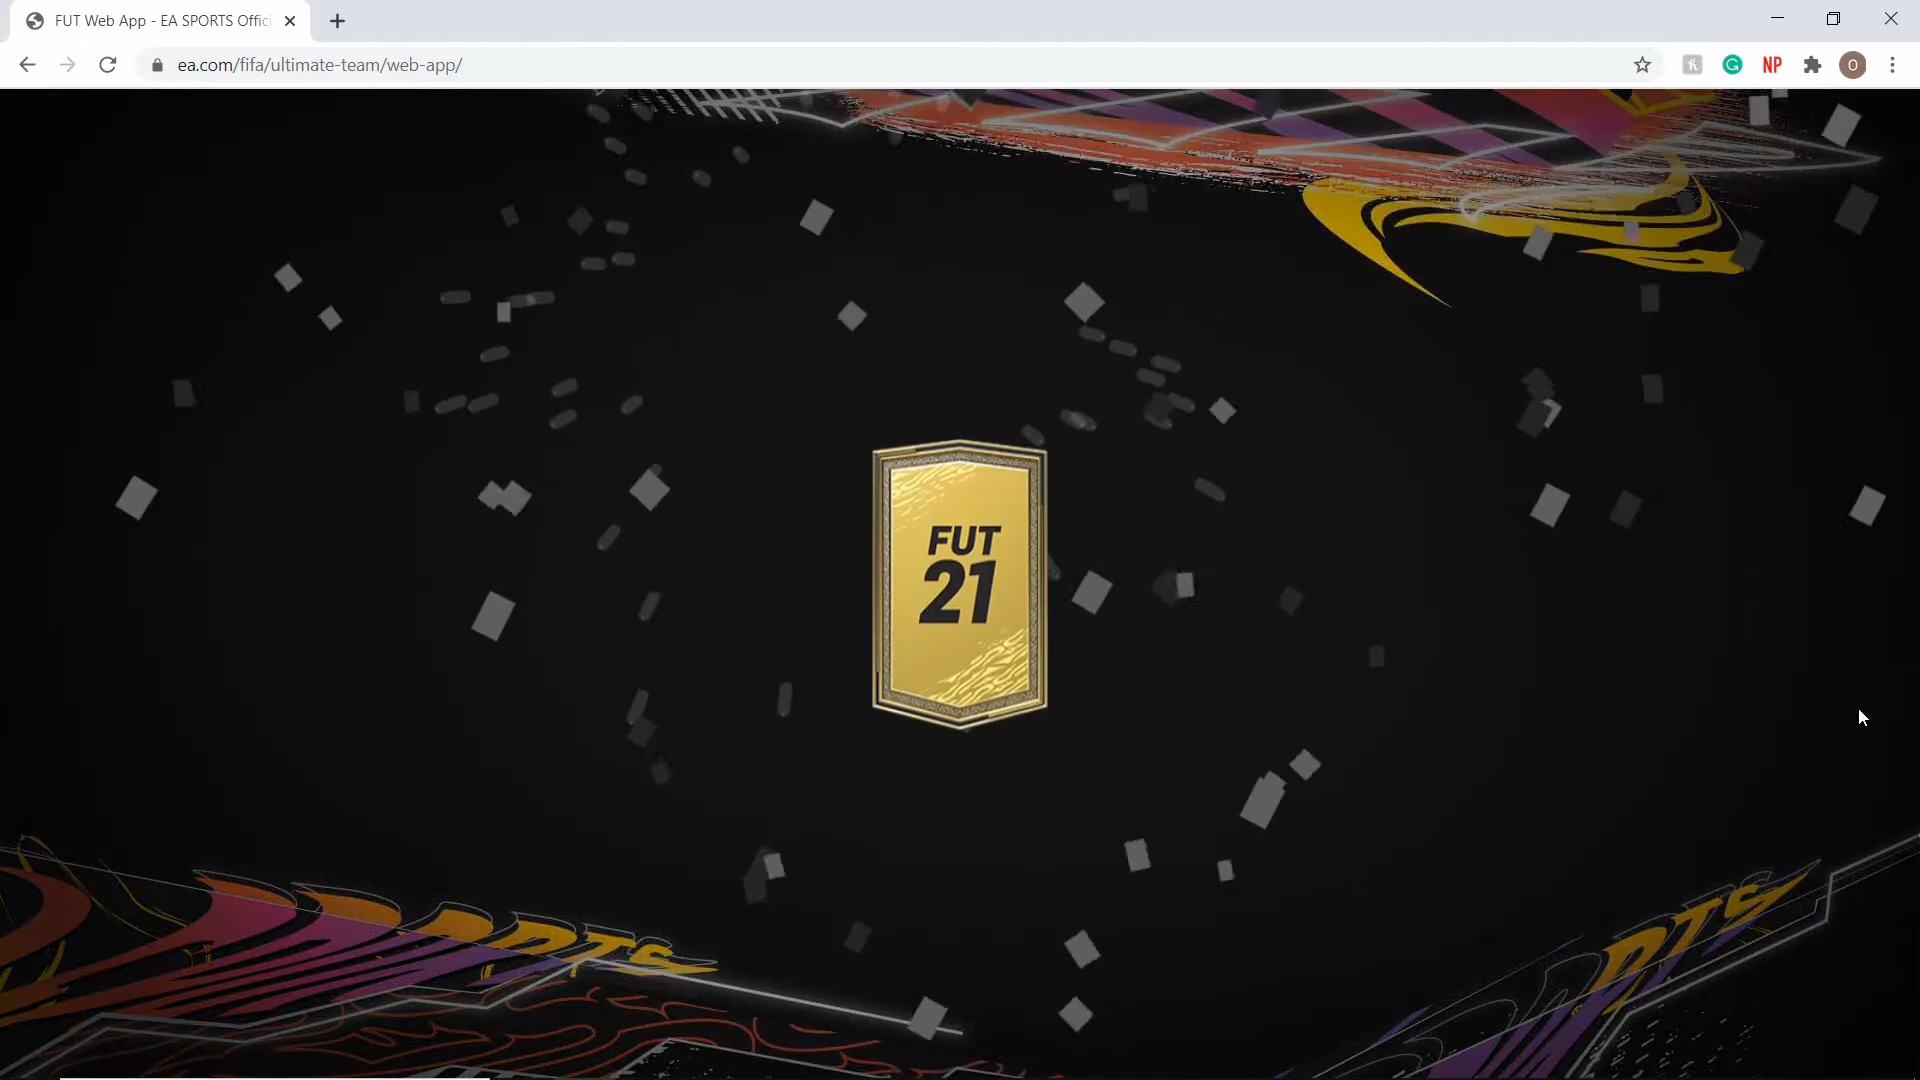 FUT Web App - EA SPORTS Offici
ea.com/fifa/ultimate-team/web-app/
NP
O
FUT
21